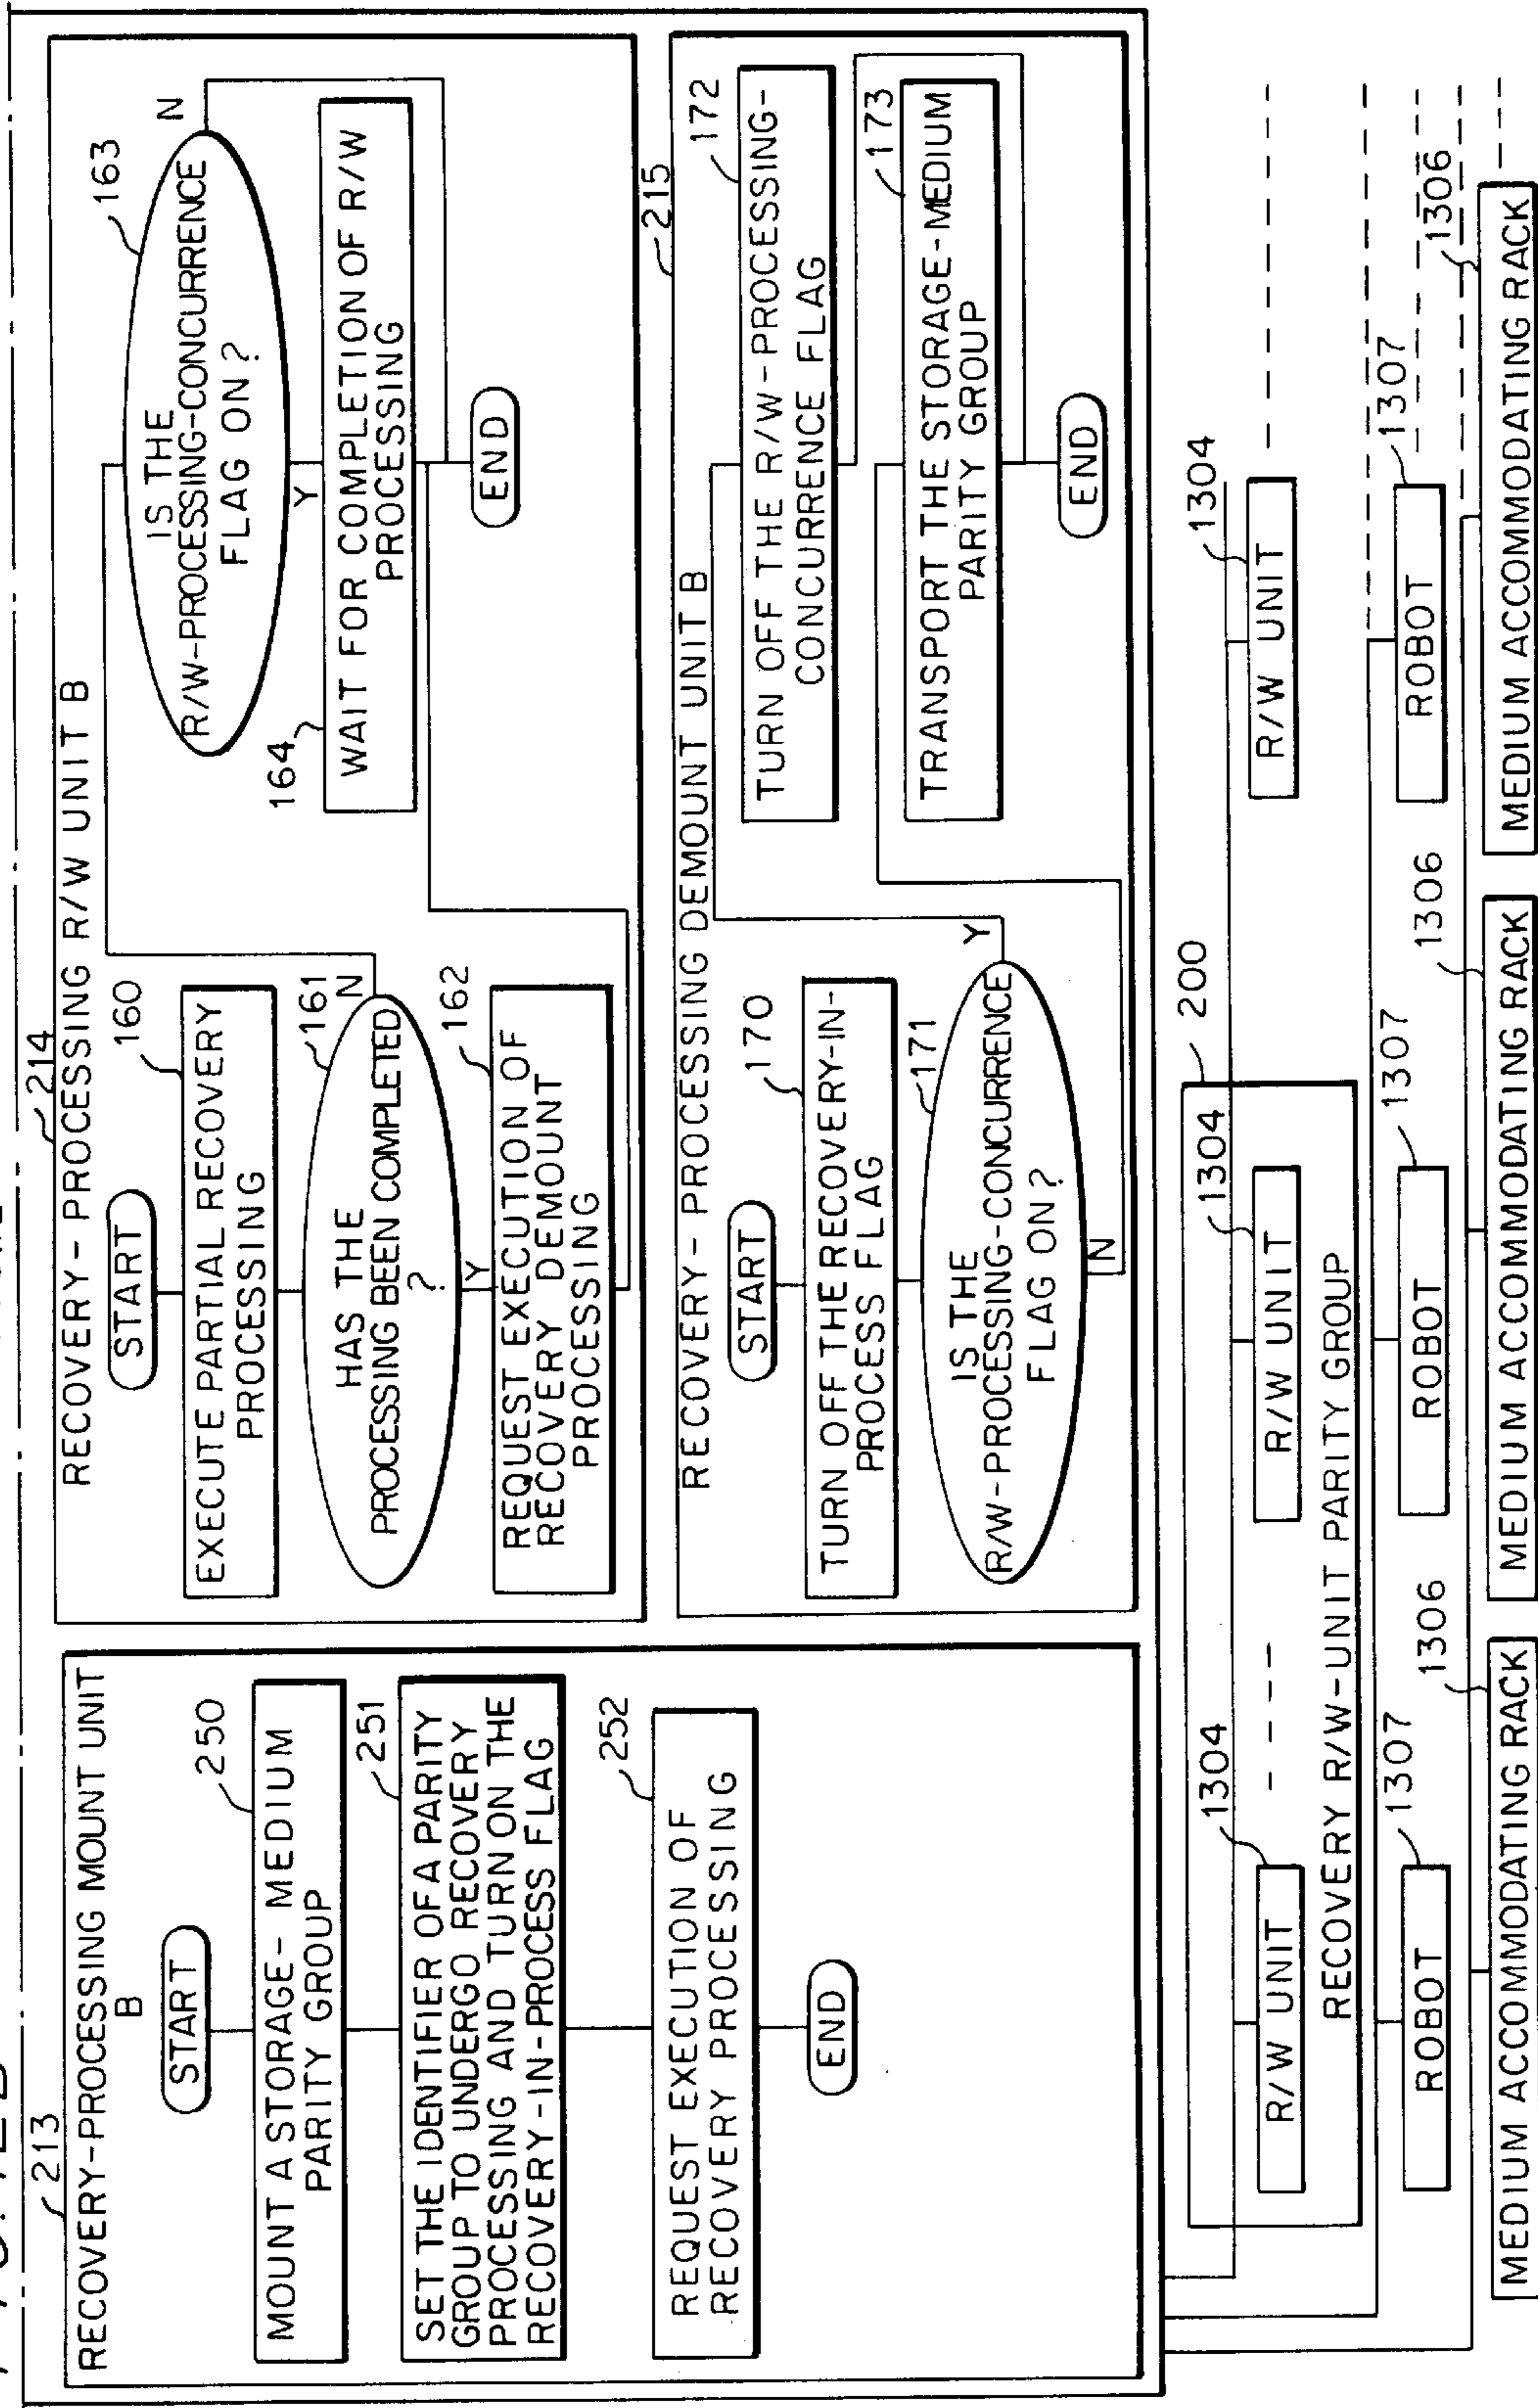 213
RECOVERY-PROCESSING MOUNT UNIT
B
START
250
MOUNT A STORAGE-MEDIUM
PARITY GROUP
251
SET THE IDENTIFIER OF A PARITY
GROUP TO UNDERGO RECOVERY
PROCESSING AND TURN ON THE
RECOVERY-IN-PROCESS FLAG
252
REQUEST EXECUTION OF
RECOVERY PROCESSING
END
214
RECOVERY-PROCESSING R/W UNIT B
START
160
EXECUTE PARTIAL RECOVERY
PROCESSING
161
HAS THE
PROCESSING BEEN COMPLETED
?
N
Y
162
REQUEST EXECUTION OF
RECOVERY DEMOUNT
PROCESSING
163
IS THE
R/W-PROCESSING-CONCURRENCE
FLAG ON?
N
Y
164
WAIT FOR COMPLETION OF R/W
PROCESSING
END
215
RECOVERY-PROCESSING DEMOUNT UNIT B
START
170
TURN OFF THE RECOVERY-IN-
PROCESS FLAG
171
IS THE
R/W-PROCESSING-CONCURRENCE
FLAG ON?
Y
N
172
TURN OFF THE R/W-PROCESSING-
CONCURRENCE FLAG
173
TRANSPORT THE STORAGE-MEDIUM
PARITY GROUP
END
200
1304
R/W UNIT
1304
R/W UNIT
1304
R/W UNIT
RECOVERY R/W-UNIT PARITY GROUP
1307
ROBOT
1307
ROBOT
1307
ROBOT
1306
MEDIUM ACCOMMODATING RACK
1306
MEDIUM ACCOMMODATING RACK
1306
MEDIUM ACCOMMODATING RACK